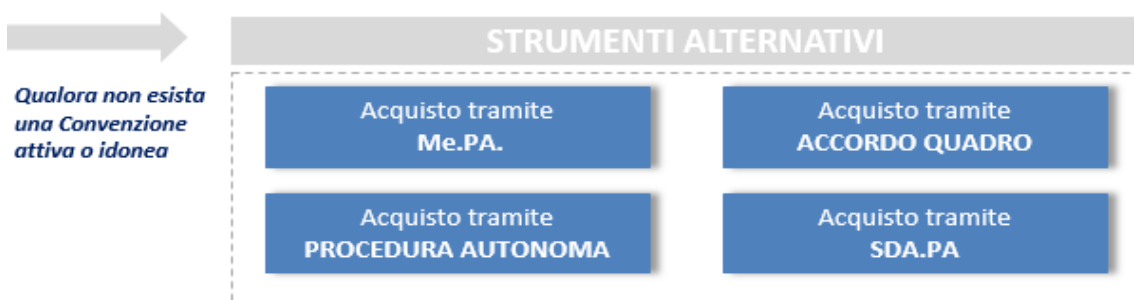 STRUMENTI ALTERNATIVI
Qualora non esista
una Convenzione
attiva o idonea
Acquisto tramite
Me.PA.
Acquisto tramite
ACCORDO QUADRO
Acquisto tramite
PROCEDURA AUTONOMA
Acquisto tramite
SDA.PA